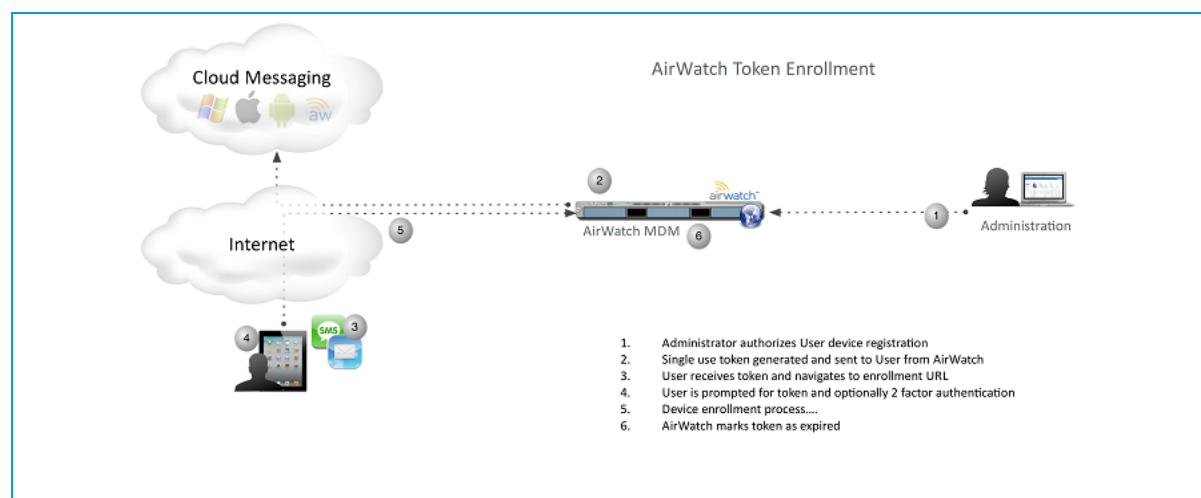 Cloud Messaging
aw
AirWatch Token Enrollment
2
airwatch
1
5
AirWatch MDM
6
Administration
Internet
4
SMS
3
1. Administrator authorizes User device registration
2. Single use token generated and sent to User from AirWatch
3. User receives token and navigates to enrollment URL
4. User is prompted for token and optionally 2 factor authentication
5. Device enrollment process....
6. AirWatch marks token as expired